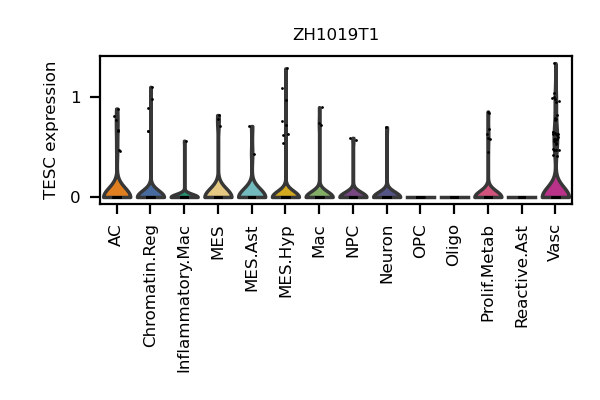 ZH1019T1
TESC expression
1
0
AC
Chromatin.Reg
Inflammatory.Mac
MES
MES.Ast
MES.Hyp
Mac
NPC
Neuron
OPC
Oligo
Prolif.Metab
Reactive.Ast
Vasc